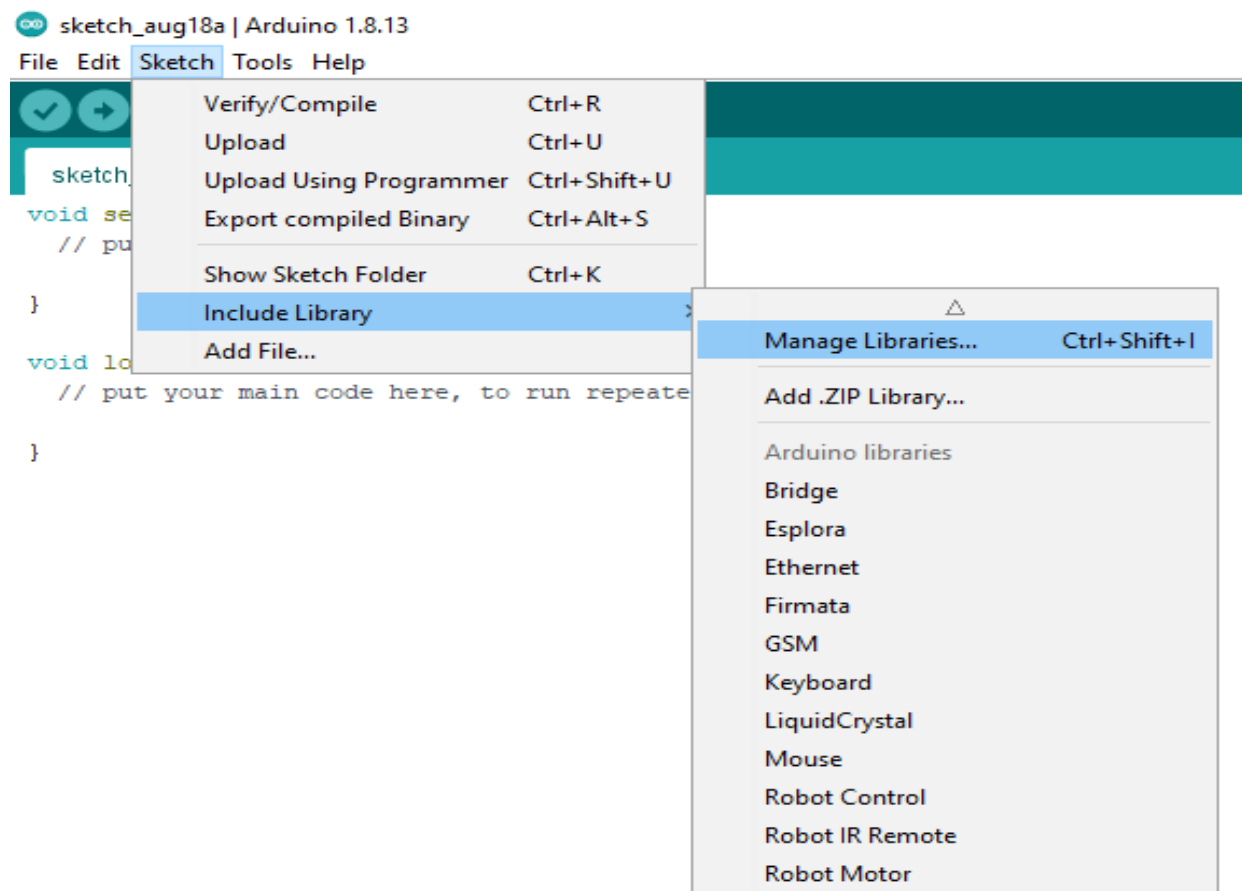 sketch_aug18a | Arduino 1.8.13
File Edit Sketch Tools Help
Verify/Compile Ctrl+R
Upload Ctrl+U
sketch_
Upload Using Programmer Ctrl+Shift+U
void se
Export compiled Binary Ctrl+Alt+S
// pu
Show Sketch Folder Ctrl+K
}
Include Library
Manage Libraries... Ctrl+Shift+I
void lo
Add File...
// put your main code here, to run repeate
Add .ZIP Library...
}
Arduino libraries
Bridge
Esplora
Ethernet
Firmata
GSM
Keyboard
LiquidCrystal
Mouse
Robot Control
Robot IR Remote
Robot Motor